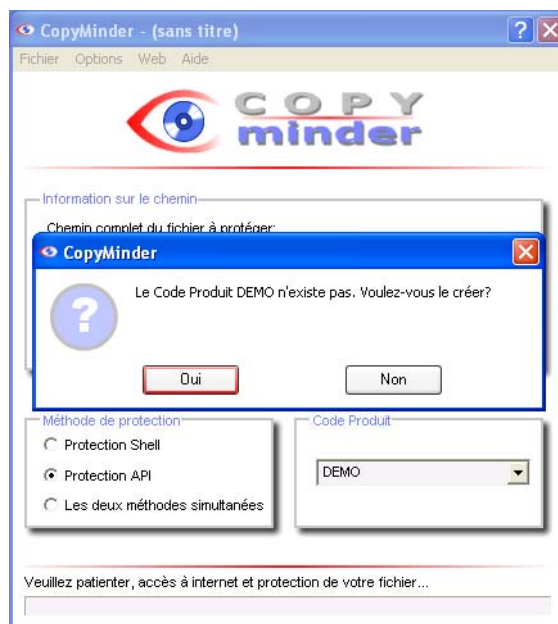 CopyMinder - (sans titre)
Fichier Options Web Aide
COPY
minder
Information sur le chemin
Chemin complet du fichier à protéger:
CopyMinder
Le Code Produit DEMO n'existe pas. Voulez-vous le créer?
Oui
Non
Méthode de protection
Protection Shell
Protection API
Les deux méthodes simultanées
Code Produit
DEMO
Veuillez patienter, accès à internet et protection de votre fichier...